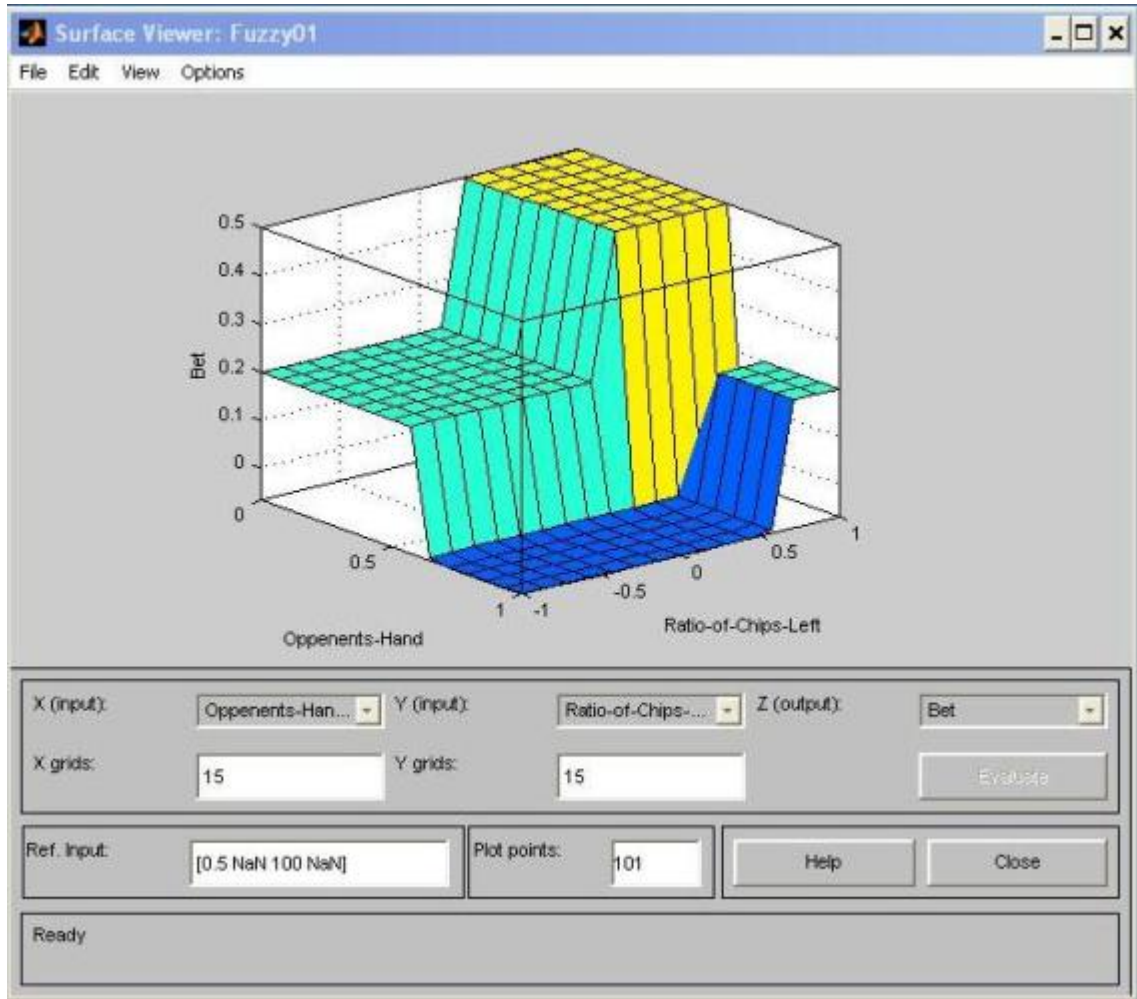 Surface Viewer: Fuzzy01
File Edit View Options
0.5
0.4
0.3
0.2
0.1
0
Bet
0
0.5
1
-1
-0.5
0
0.5
1
Oppenents-Hand
Ratio-of-Chips-Left
X (input): Oppenents-Han... Y (input): Ratio-of-Chips-... Z (output): Bet
X grids: 15 Y grids: 15 Evaluate
Ref. Input: [0.5 NaN 100 NaN] Plot points: 101 Help Close
Ready